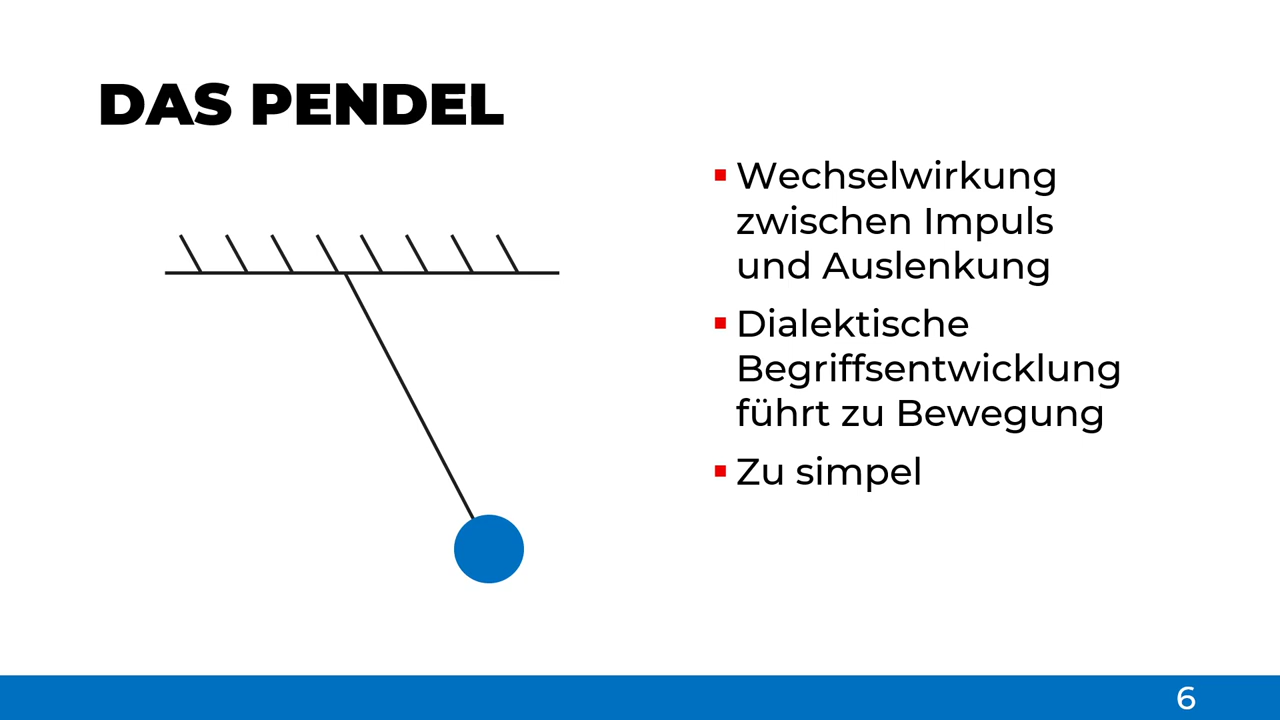 DAS PENDEL
Wechselwirkung
zwischen Impuls
und Auslenkung
Dialektische
Begriffsentwicklung
führt zu Bewegung
Zu simpel
6